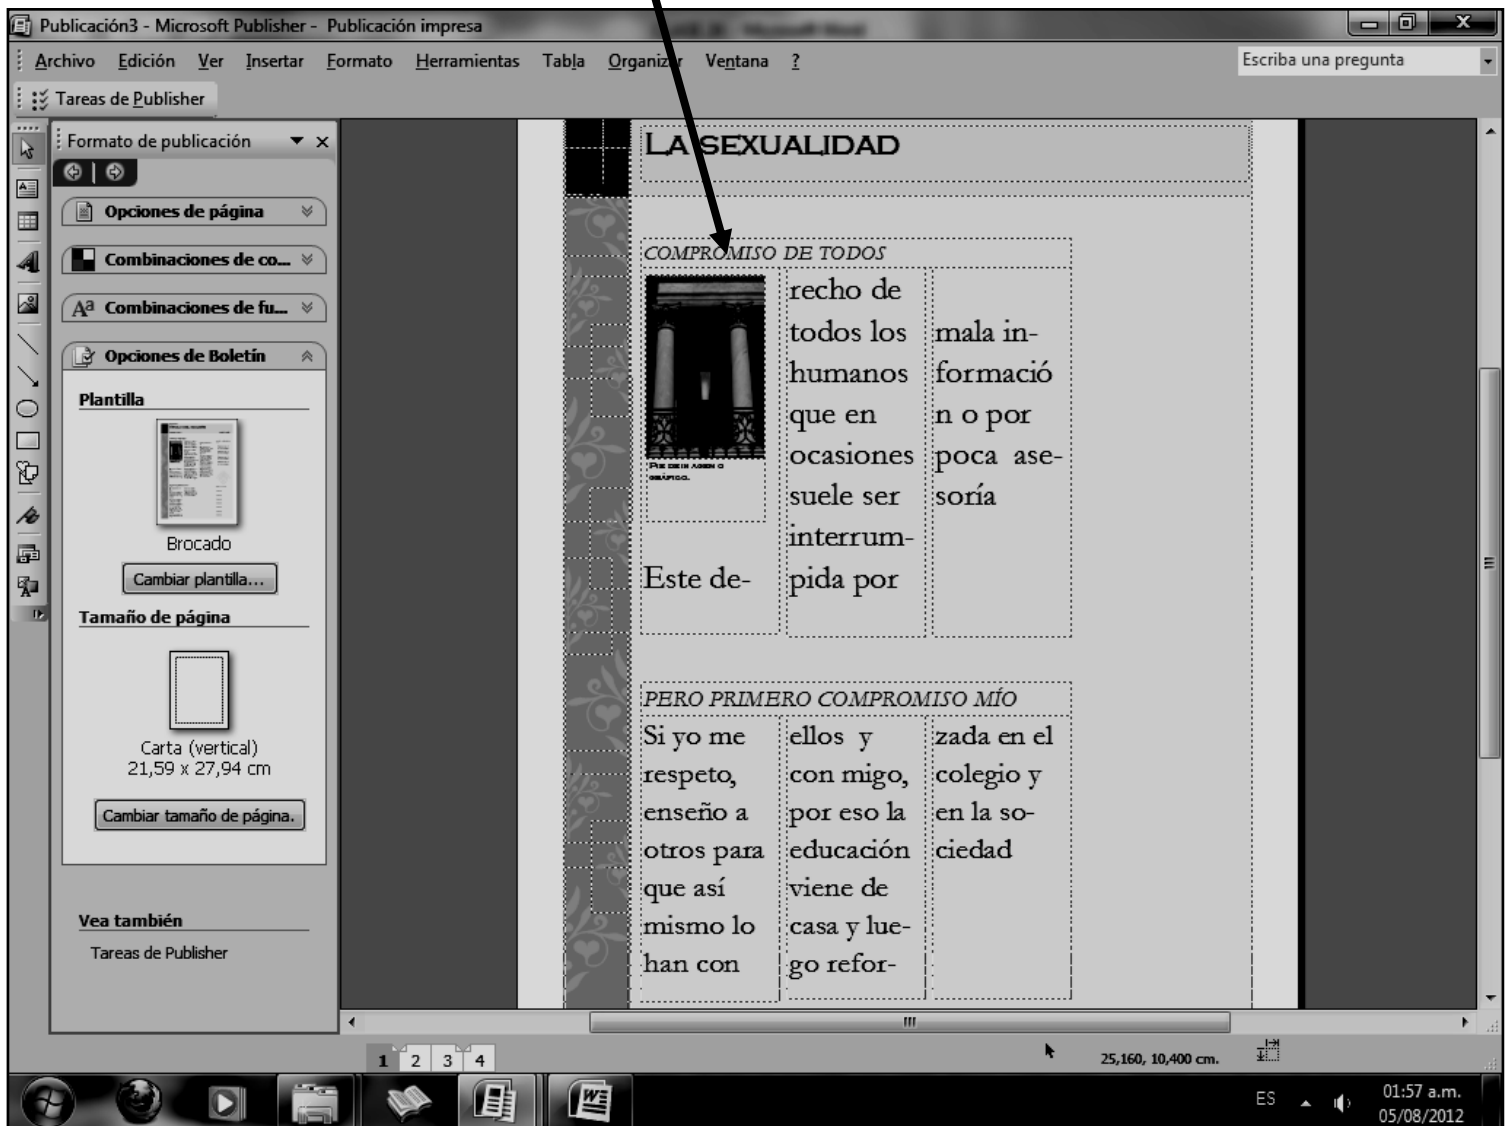 Publicación3 - Microsoft Publisher - Publicación impresa
Archivo Edición Ver Insertar Formato Herramientas Tabla Organizar Ventana ?
Escriba una pregunta
Tareas de Publisher
Formato de publicación
Opciones de página
Combinaciones de co...
Combinaciones de fu...
Opciones de Boletín
Plantilla
Brocado
Cambiar plantilla...
Tamaño de página
Carta (vertical)
21,59 x 27,94 cm
Cambiar tamaño de página.
Vea también
Tareas de Publisher
LA SEXUALIDAD
COMPROMISO DE TODOS
Este de-
recho de
todos los
humanos
que en
ocasiones
suele ser
interrum-
pida por
mala in-
formació
n o por
poca ase-
soría
PERO PRIMERO COMPROMISO MÍO
Si yo me
respeto,
enseño a
otros para
que así
mismo lo
han con
ellos y
con migo,
por eso la
educación
viene de
casa y lue-
go refor-
zada en el
colegio y
en la so-
ciedad
1 2 3 4
25,160, 10,400 cm.
ES
01:57 a.m.
05/08/2012